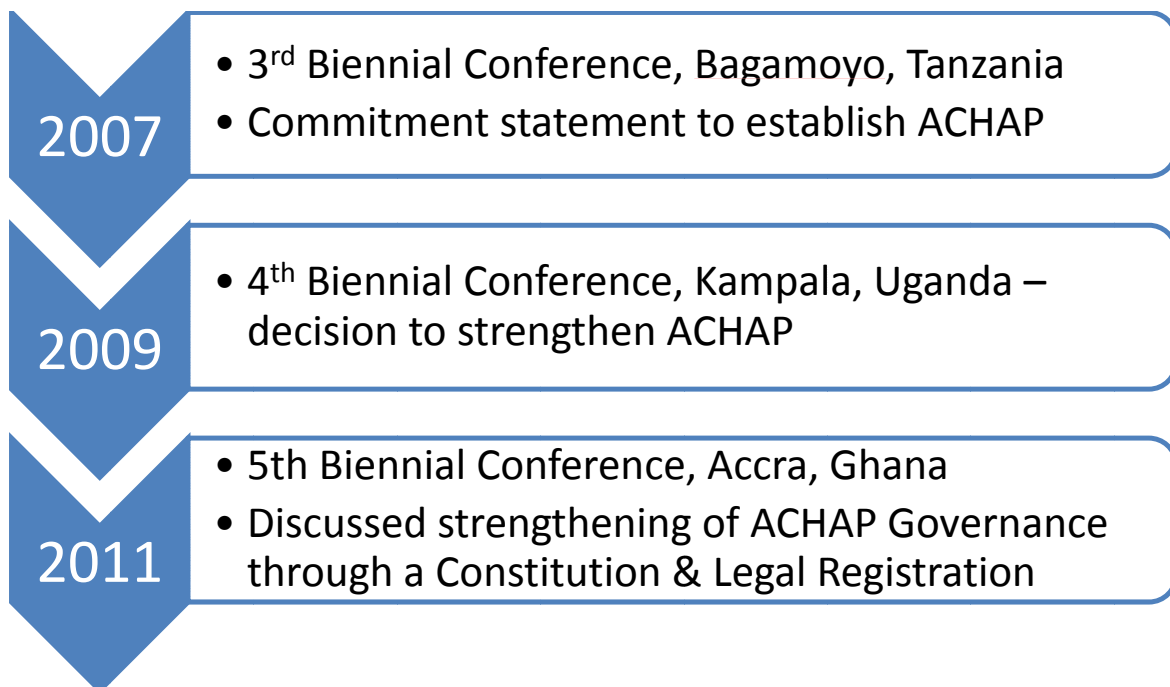 2007
• 3rd Biennial Conference, Bagamoyo, Tanzania
• Commitment statement to establish ACHAP
2009
• 4th Biennial Conference, Kampala, Uganda –
decision to strengthen ACHAP
2011
• 5th Biennial Conference, Accra, Ghana
• Discussed strengthening of ACHAP Governance
through a Constitution & Legal Registration